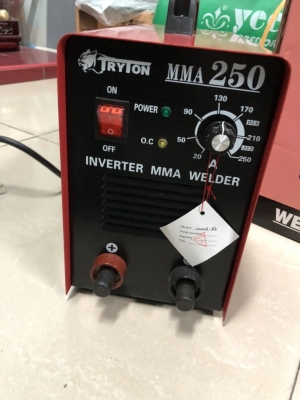 TRYTON
MMA 250
ON
OFF
POWER
O.C
130
90
170
50
210
20
250
A
INVERTER MMA WELDER
+